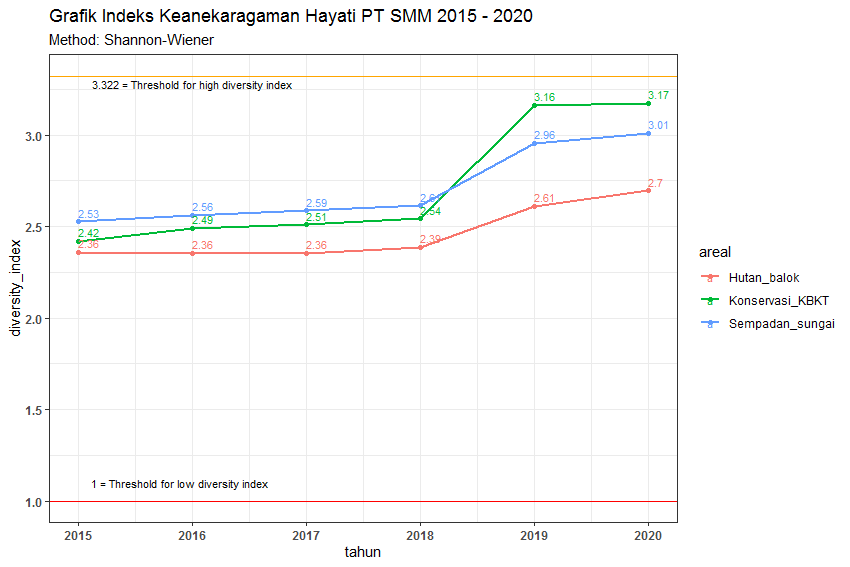 Grafik Indeks Keanekaragaman Hayati PT SMM 2015 - 2020
Method: Shannon-Wiener
3.322 = Threshold for high diversity index
3.16
3.17
2.96
3.01
2.61
2.7
2.53
2.56
2.59
2.42
2.49
2.51
2.54
2.36
2.36
2.36
2.39
1 = Threshold for low diversity index
3.0
2.5
2.0
1.5
1.0
diversity_index
2015
2016
2017
2018
2019
2020
tahun
areal
a Hutan_balok
a Konservasi_KBKT
a Sempadan_sungai